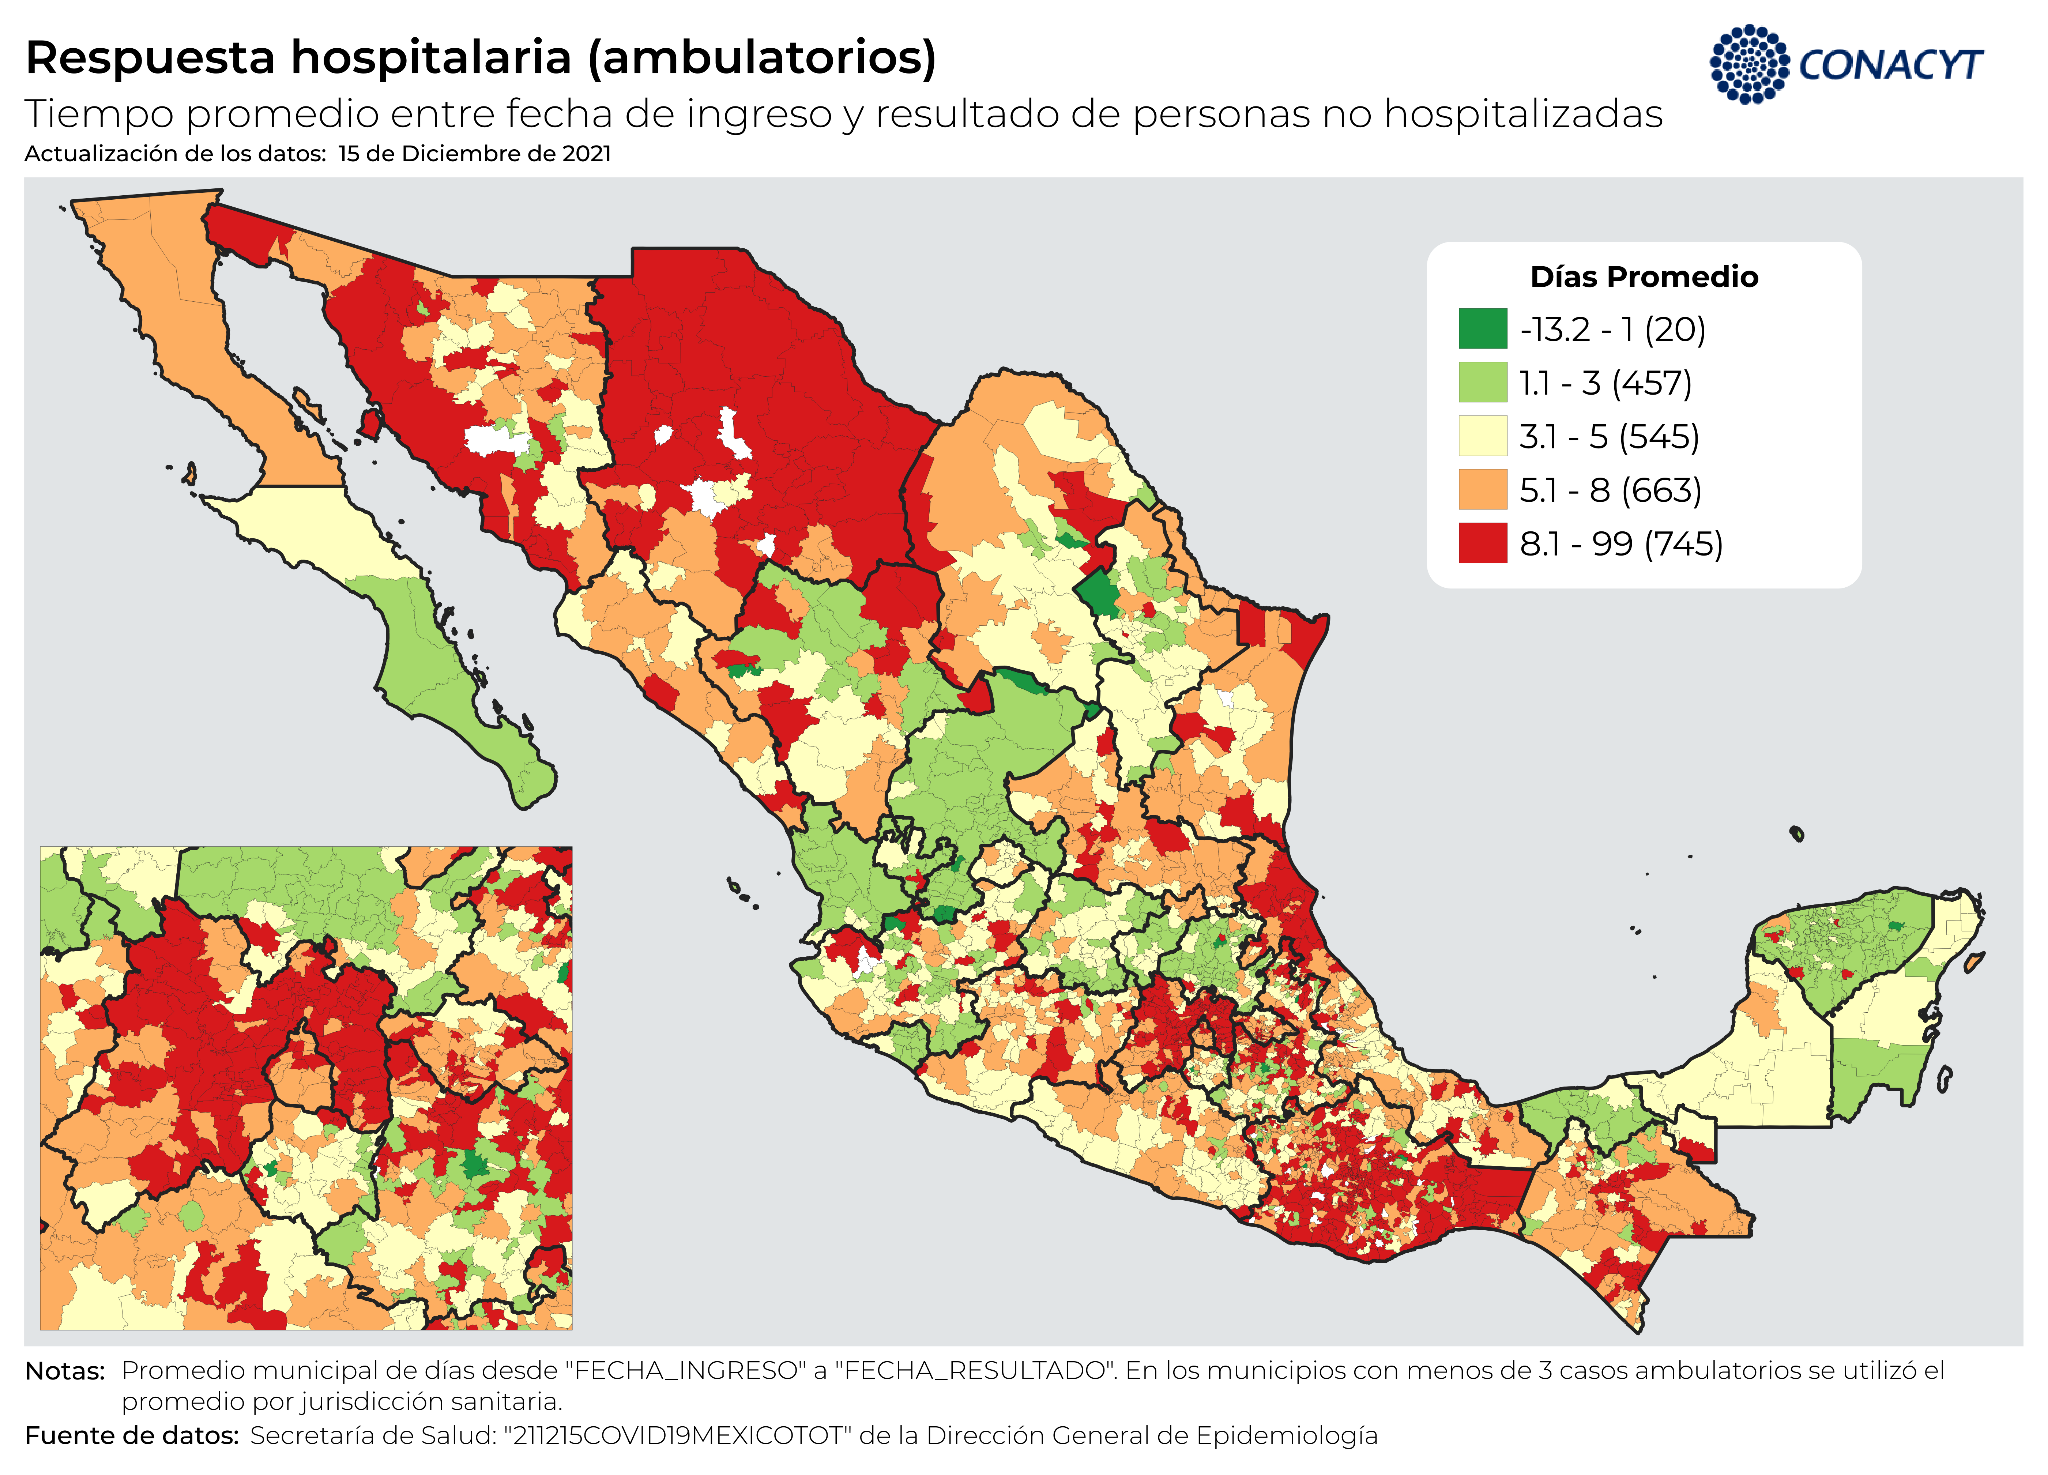 Respuesta hospitalaria (ambulatorios)
CONACYT
Tiempo promedio entre fecha de ingreso y resultado de personas no hospitalizadas
Actualización de los datos: 15 de Diciembre de 2021
Días Promedio
-13.2 - 1 (20)
1.1 - 3 (457)
3.1 - 5 (545)
5.1 - 8 (663)
8.1 - 99 (745)
Notas: Promedio municipal de días desde "FECHA_INGRESO" a "FECHA_RESULTADO". En los municipios con menos de 3 casos ambulatorios se utilizó el
promedio por jurisdicción sanitaria.
Fuente de datos: Secretaría de Salud: "211215COVID19MEXICOTOT" de la Dirección General de Epidemiología